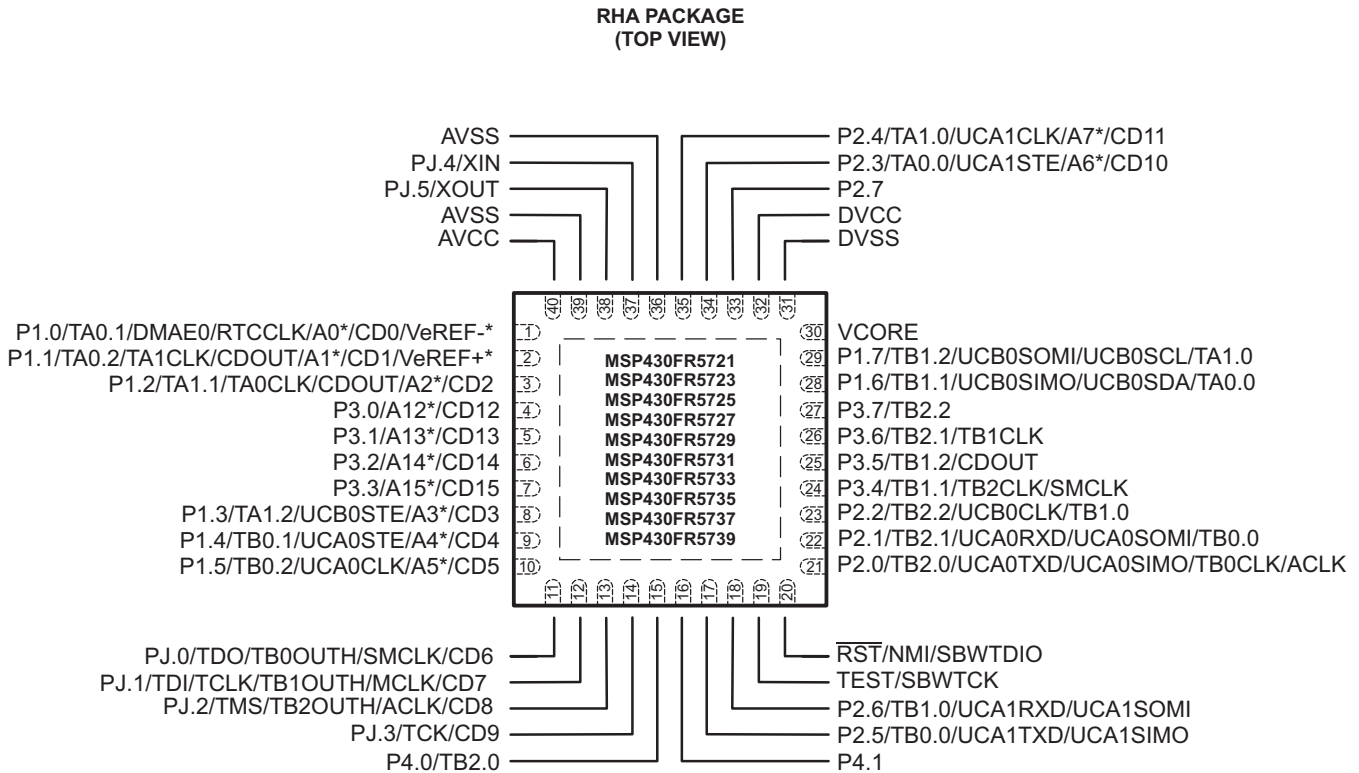 RHA PACKAGE
(TOP VIEW)
AVSS
PJ.4/XIN
PJ.5/XOUT
AVSS
AVCC
P2.4/TA1.0/UCA1CLK/A7*/CD11
P2.3/TA0.0/UCA1STE/A6*/CD10
P2.7
DVCC
DVSS
40 39 38 37 36 35 34 33 32 31
P1.0/TA0.1/DMAE0/RTCCLK/A0*/CD0/VeREF-* 1
P1.1/TA0.2/TA1CLK/CDOUT/A1*/CD1/VeREF+* 2
P1.2/TA1.1/TA0CLK/CDOUT/A2*/CD2 3
P3.0/A12*/CD12 4
P3.1/A13*/CD13 5
P3.2/A14*/CD14 6
P3.3/A15*/CD15 7
P1.3/TA1.2/UCB0STE/A3*/CD3 8
P1.4/TB0.1/UCA0STE/A4*/CD4 9
P1.5/TB0.2/UCA0CLK/A5*/CD5 10
MSP430FR5721
MSP430FR5723
MSP430FR5725
MSP430FR5727
MSP430FR5729
MSP430FR5731
MSP430FR5733
MSP430FR5735
MSP430FR5737
MSP430FR5739
30 VCORE
29 P1.7/TB1.2/UCB0SOMI/UCB0SCL/TA1.0
28 P1.6/TB1.1/UCB0SIMO/UCB0SDA/TA0.0
27 P3.7/TB2.2
26 P3.6/TB2.1/TB1CLK
25 P3.5/TB1.2/CDOUT
24 P3.4/TB1.1/TB2CLK/SMCLK
23 P2.2/TB2.2/UCB0CLK/TB1.0
22 P2.1/TB2.1/UCA0RXD/UCA0SOMI/TB0.0
21 P2.0/TB2.0/UCA0TXD/UCA0SIMO/TB0CLK/ACLK
11 12 13 14 15 16 17 18 19 20
PJ.0/TDO/TB0OUTH/SMCLK/CD6
PJ.1/TDI/TCLK/TB1OUTH/MCLK/CD7
PJ.2/TMS/TB2OUTH/ACLK/CD8
PJ.3/TCK/CD9
P4.0/TB2.0
RST/NMI/SBWTDIO
TEST/SBWTCK
P2.6/TB1.0/UCA1RXD/UCA1SOMI
P2.5/TB0.0/UCA1TXD/UCA1SIMO
P4.1